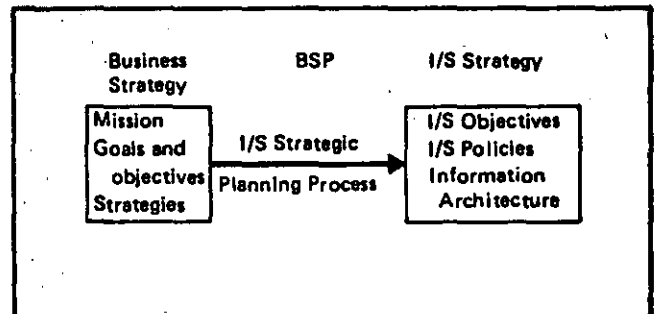 Business Strategy
BSP
I/S Strategy
Mission
Goals and
objectives
Strategies
I/S Strategic
Planning Process
I/S Objectives
I/S Policies
Information
Architecture